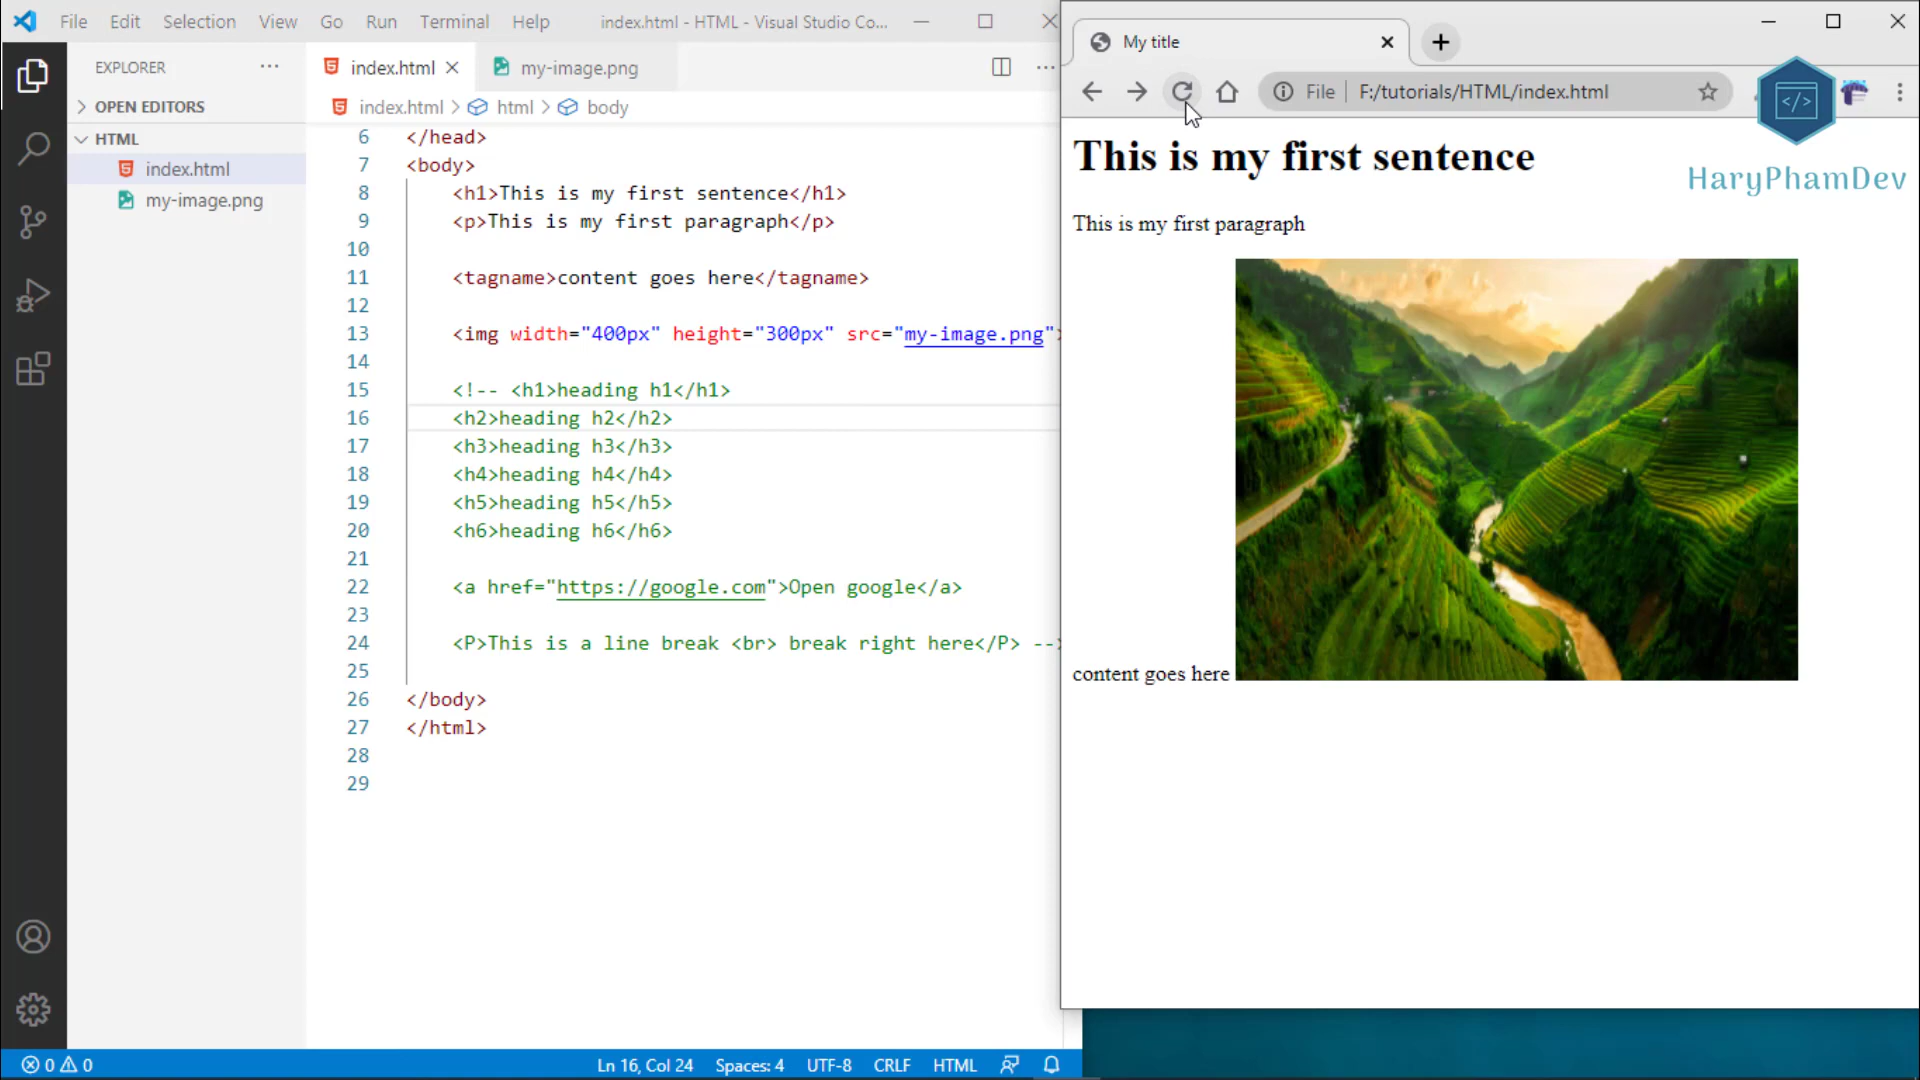 File Edit Selection View Go Run Terminal Help index.html - HTML - Visual Studio Co...
EXPLORER
OPEN EDITORS
HTML
index.html
my-image.png
index.html my-image.png
index.html html body
6 </head>
7 <body>
8 <h1>This is my first sentence</h1>
9 <p>This is my first paragraph</p>
10
11 <tagname>content goes here</tagname>
12
13 <img width="400px" height="300px" src="my-image.png">
14
15 <!-- <h1>heading h1</h1>
16 <h2>heading h2</h2>
17 <h3>heading h3</h3>
18 <h4>heading h4</h4>
19 <h5>heading h5</h5>
20 <h6>heading h6</h6>
21
22 <a href="https://google.com">Open google</a>
23
24 <P>This is a line break <br> break right here</P> -->
25
26 </body>
27 </html>
28
29
0 0 Ln 16, Col 24 Spaces: 4 UTF-8 CRLF HTML
My title
File F:/tutorials/HTML/index.html
</>
HaryPhamDev
This is my first sentence
This is my first paragraph
content goes here